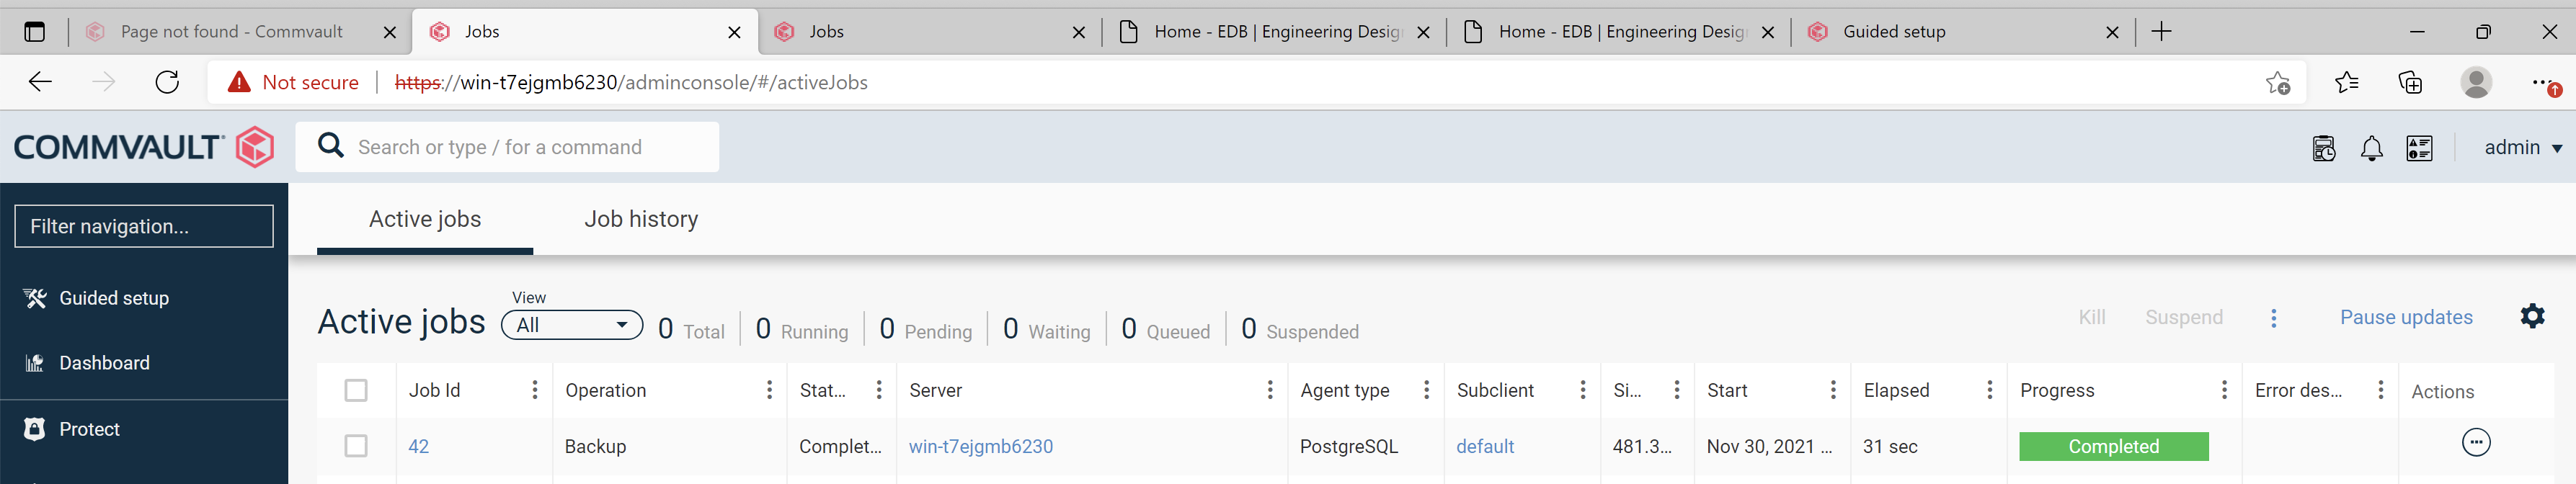 Page not found - Commvault
Jobs
Jobs
Home - EDB | Engineering Desig
Home - EDB | Engineering Desig
Guided setup
Not secure
https://win-t7ejgmb6230/adminconsole/#/activeJobs
COMMVAULT
Search or type / for a command
admin
Filter navigation...
Active jobs
Job history
Guided setup
Dashboard
Protect
View
Active jobs
All
0 Total
0 Running
0 Pending
0 Waiting
0 Queued
0 Suspended
Kill
Suspend
Pause updates
Job Id
Operation
Stat...
Server
Agent type
Subclient
Si...
Start
Elapsed
Progress
Error des...
Actions
42
Backup
Complet...
win-t7ejgmb6230
PostgreSQL
default
481.3...
Nov 30, 2021 ...
31 sec
Completed